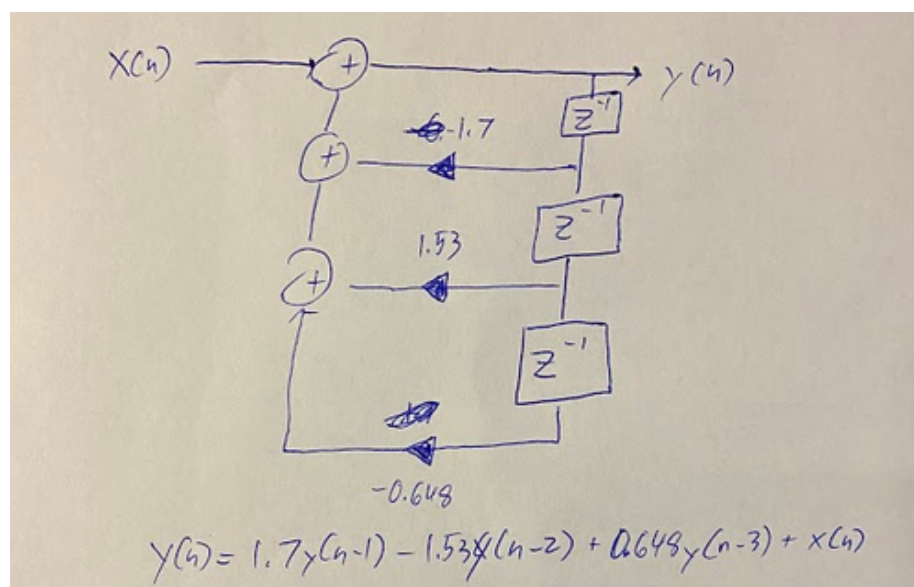 X(n) + y(n)
z⁻¹
-1.7
+
z⁻¹
1.53
+
z⁻¹
-0.648
y(n) = 1.7y(n-1) - 1.53y(n-2) + 0.648y(n-3) + x(n)